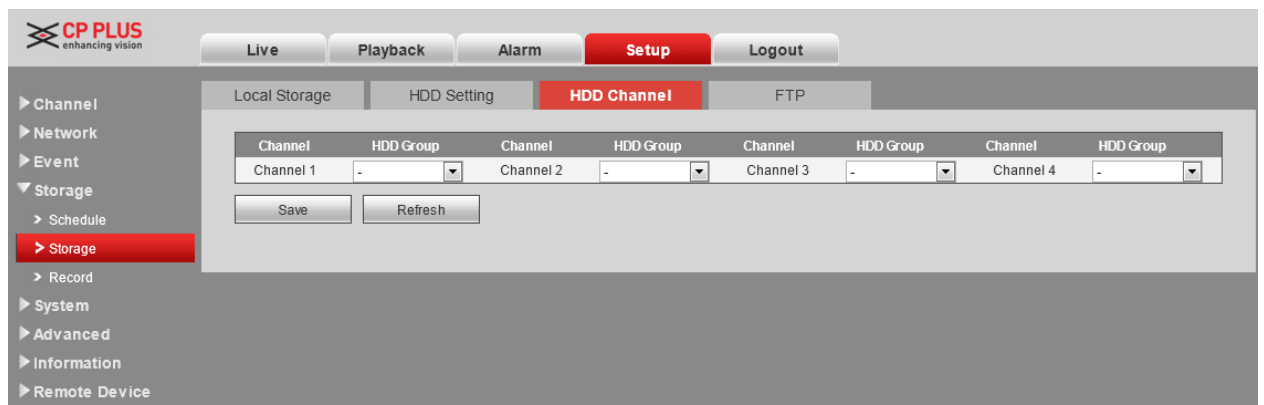 CP PLUS
enhancing vision
Live Playback Alarm Setup Logout
Local Storage HDD Setting HDD Channel FTP
Channel HDD Group Channel HDD Group Channel HDD Group Channel HDD Group
Channel 1 - Channel 2 - Channel 3 - Channel 4 -
Save Refresh
Channel
Network
Event
Storage
> Schedule
> Storage
> Record
System
Advanced
Information
Remote Device